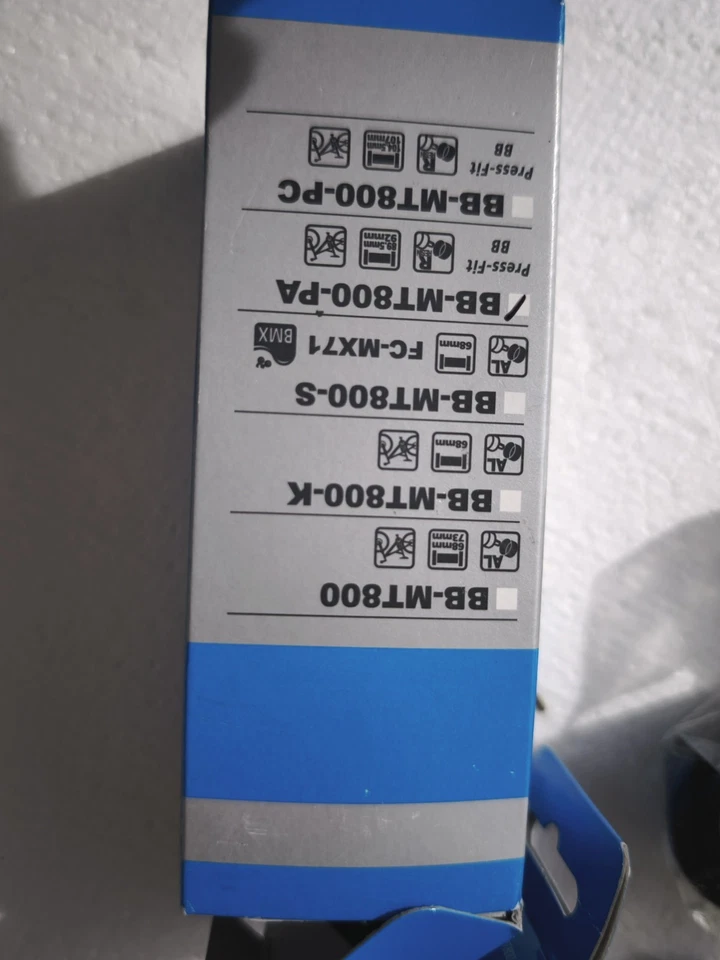 BB-MT800
AL 68mm
73mm
BB-MT800-K
AL 68mm
BB-MT800-S
AL 68mm FC-MX71 BMX
BB-MT800-PA
Press-Fit
BB
89,5mm
92mm
BB-MT800-PC
Press-Fit
BB
104,5mm
107mm